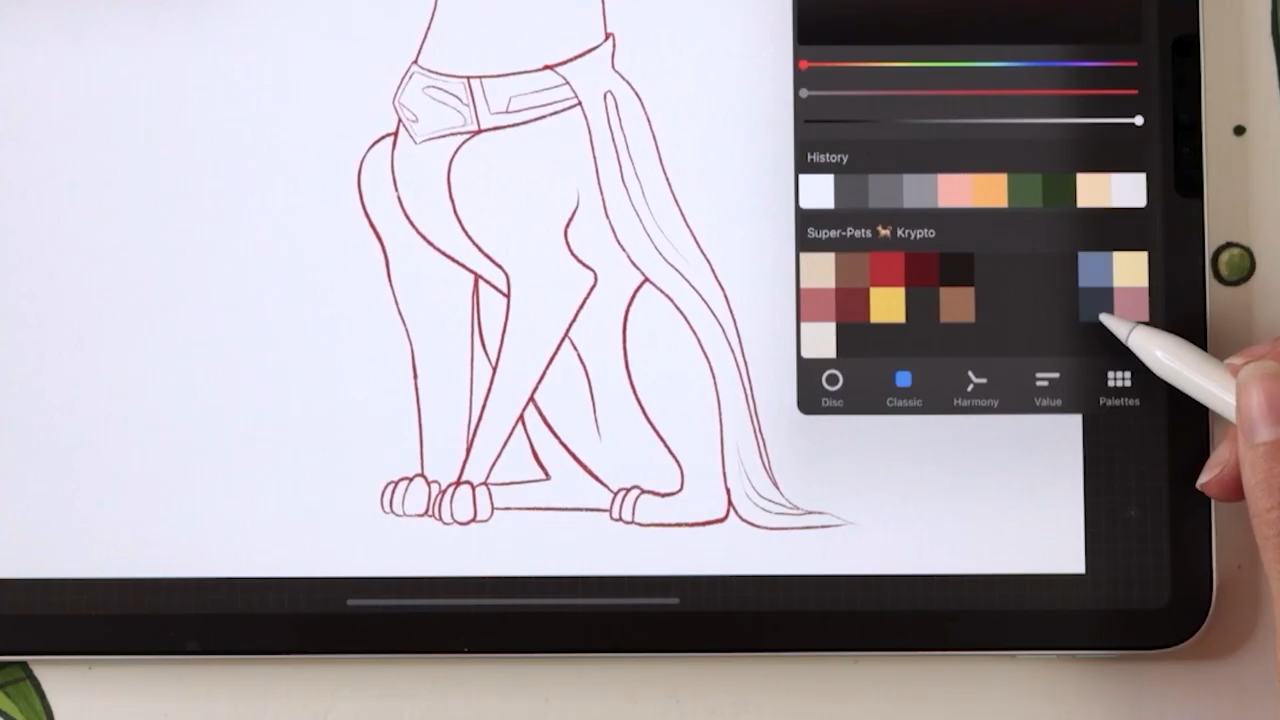 History
Super-Pets 🐕 Krypto
Disc Classic Harmony Value Palettes